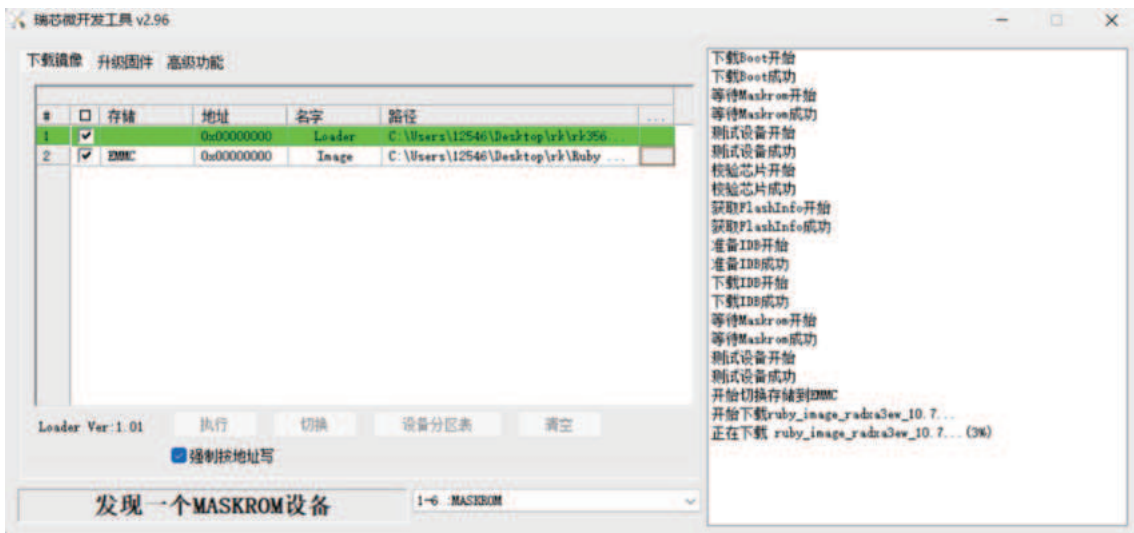 瑞芯微开发工具 v2.96
下载镜像 升级固件 高级功能
# 存储 地址 名字 路径 ...
1 0x00000000 Loader C:\Users\12546\Desktop\rk\rk356...
2 EMMC 0x00000000 Image C:\Users\12546\Desktop\rk\Ruby ...
Loader Ver:1.01 执行 切换 设备分区表 清空
强制按地址写
发现一个MASKROM设备 1-6 :MASKROM
下载Boot开始
下载Boot成功
等待Maskrom开始
等待Maskrom成功
测试设备开始
测试设备成功
校验芯片开始
校验芯片成功
获取FlashInfo开始
获取FlashInfo成功
准备IDB开始
准备IDB成功
下载IDB开始
下载IDB成功
等待Maskrom开始
等待Maskrom成功
测试设备开始
测试设备成功
开始切换存储到EMMC
开始下载ruby_image_radxa3ew_10.7...
正在下载 ruby_image_radxa3ew_10.7...(3%)